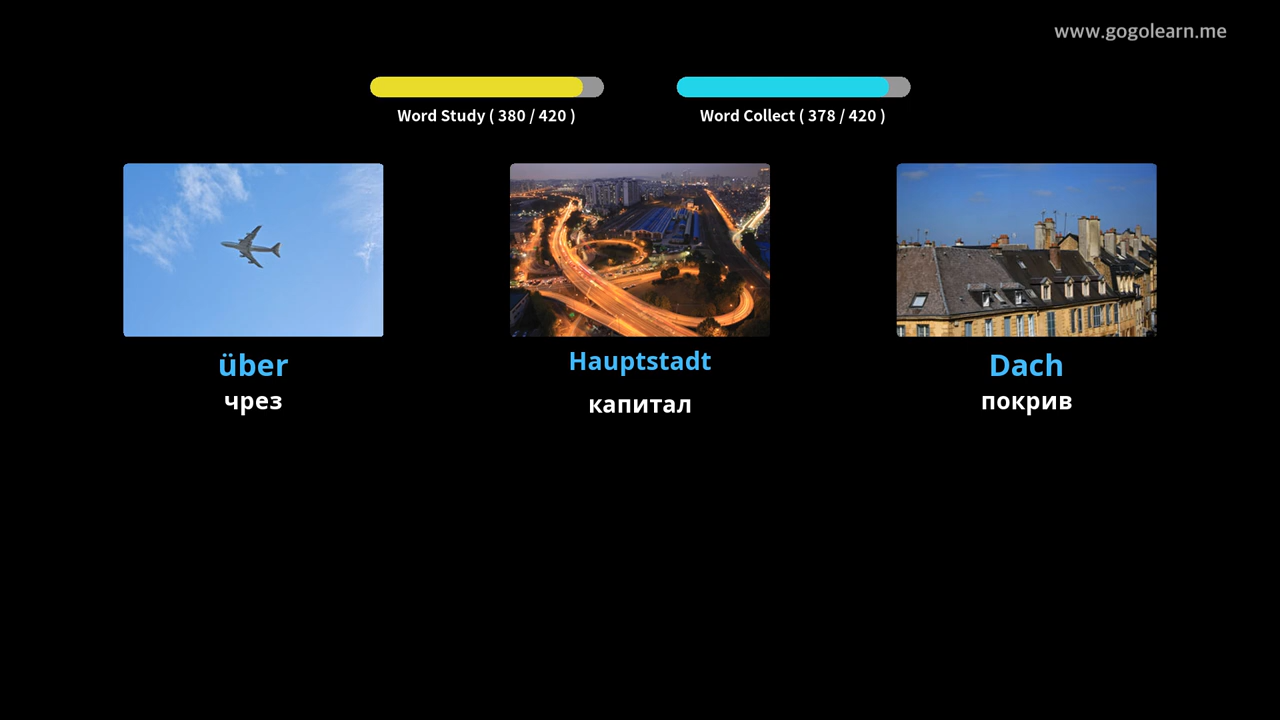 www.gogolearn.me
Word Study ( 380 / 420 )
Word Collect ( 378 / 420 )
über
чрез
Hauptstadt
капитал
Dach
покрив